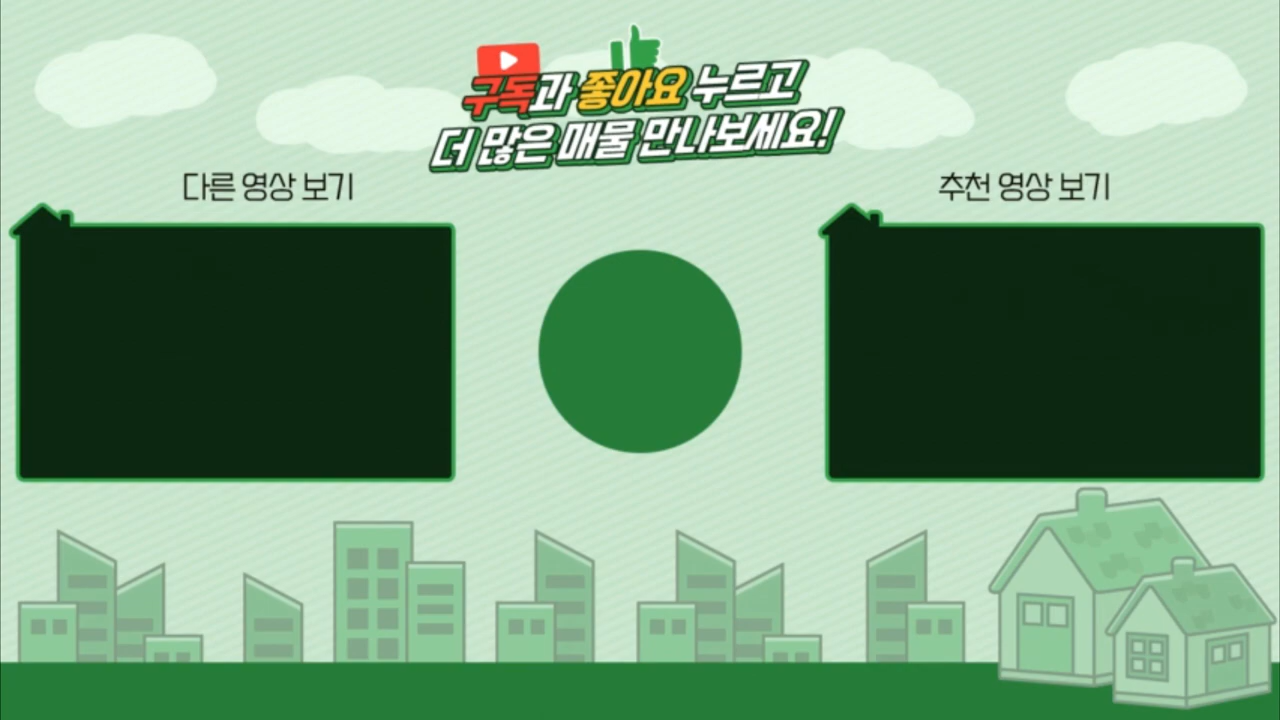 구독과 좋아요 누르고
더 많은 매물 만나보세요!
다른 영상 보기
추천 영상 보기